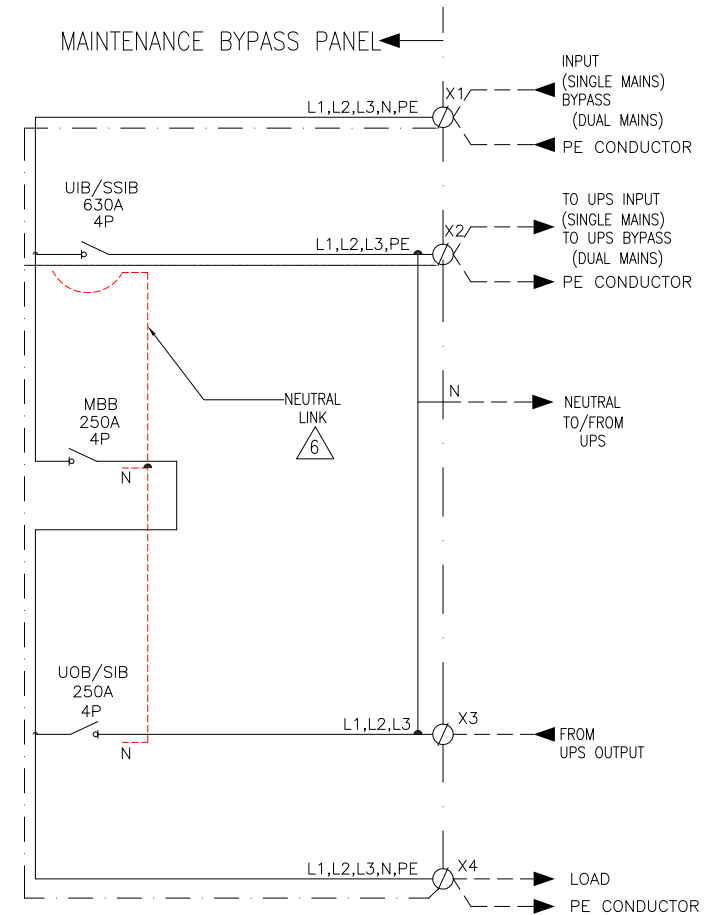 MAINTENANCE BYPASS PANEL
X1
L1,L2,L3,N,PE
INPUT
(SINGLE MAINS)
BYPASS
(DUAL MAINS)
PE CONDUCTOR
UIB/SSIB
630A
4P
X2
L1,L2,L3,PE
TO UPS INPUT
(SINGLE MAINS)
TO UPS BYPASS
(DUAL MAINS)
PE CONDUCTOR
MBB
250A
4P
N
NEUTRAL
LINK
6
N
NEUTRAL
TO/FROM
UPS
UOB/SIB
250A
4P
N
L1,L2,L3
X3
FROM
UPS OUTPUT
L1,L2,L3,N,PE
X4
LOAD
PE CONDUCTOR